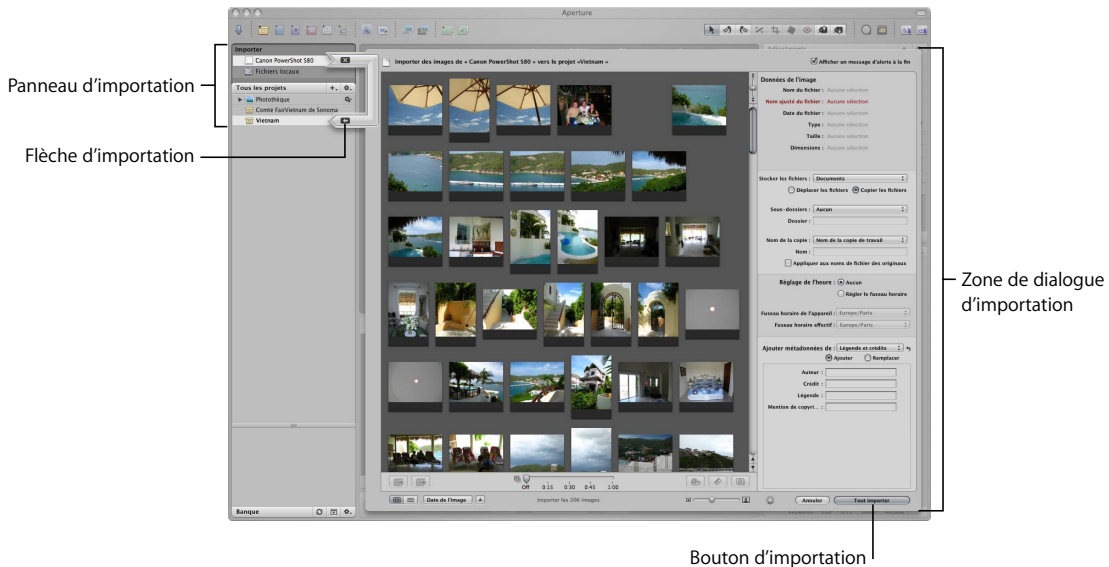 Aperture
Importer
Canon PowerShot S80
Fichiers locaux
Tous les projets
Photothèque
Comté FairVietnam de Sonoma
Vietnam
Banque
Panneau d'importation
Flèche d'importation
Importer des images de « Canon PowerShot S80 » vers le projet «Vietnam »
Afficher un message d'alerte à la fin
Données de l'image
Nom du fichier : Aucune sélection
Nom ajusté du fichier : Aucune sélection
Date du fichier : Aucune sélection
Type : Aucune sélection
Taille : Aucune sélection
Dimensions : Aucune sélection
Stocker les fichiers : Documents
Déplacer les fichiers Copier les fichiers
Sous-dossiers : Aucun
Dossier :
Nom de la copie : Nom de la copie de travail
Nom :
Appliquer aux noms de fichier des originaux
Réglage de l'heure : Aucun
Régler le fuseau horaire
Fuseau horaire de l'appareil : Europe/Paris
Fuseau horaire effectif : Europe/Paris
Ajouter métadonnées de : Légende et crédits
Ajouter Remplacer
Auteur :
Crédit :
Légende :
Mention de copyri... :
Off 0:15 0:30 0:45 1:00
Date de l'image
Importer les 206 images
Annuler
Tout importer
Zone de dialogue
d'importation
Bouton d'importation